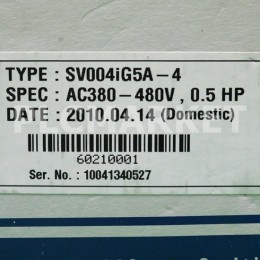 TYPE : SV004iG5A-4
SPEC : AC380-480V , 0.5 HP
DATE : 2010.04.14 (Domestic)
60210001
Ser. No. : 10041340527